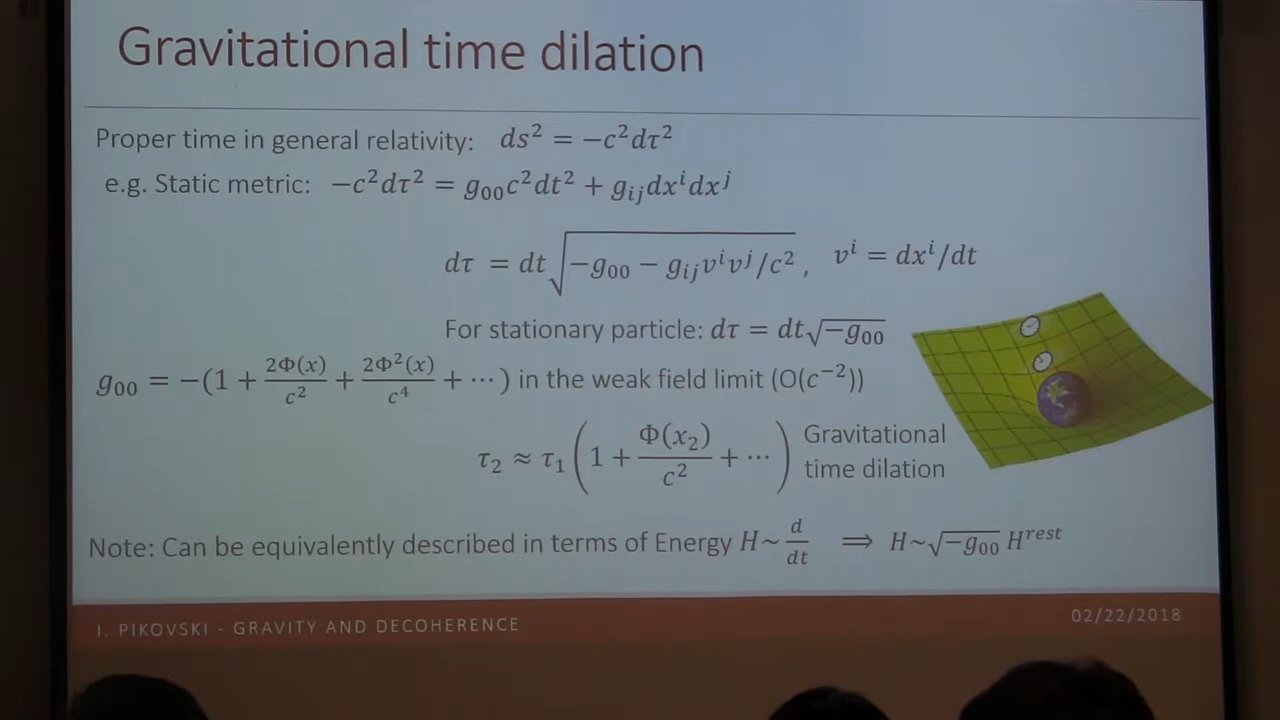 Gravitational time dilation
Proper time in general relativity: ds² = −c²dτ²
e.g. Static metric: −c²dτ² = g₀₀c²dt² + gᵢⱼdxⁱdxʲ
dτ = dt √(−g₀₀ − gᵢⱼvⁱvʲ/c²) , vⁱ = dxⁱ/dt
For stationary particle: dτ = dt√(−g₀₀)
g₀₀ = −(1 + 2Φ(x)/c² + 2Φ²(x)/c⁴ + ⋯ ) in the weak field limit (O(c⁻²))
τ₂ ≈ τ₁ (1 + Φ(x₂)/c² + ⋯ ) Gravitational
time dilation
Note: Can be equivalently described in terms of Energy H~ d/dt ⟹ H~√(−g₀₀) Hʳᵉˢᵗ
I. PIKOVSKI - GRAVITY AND DECOHERENCE
02/22/2018